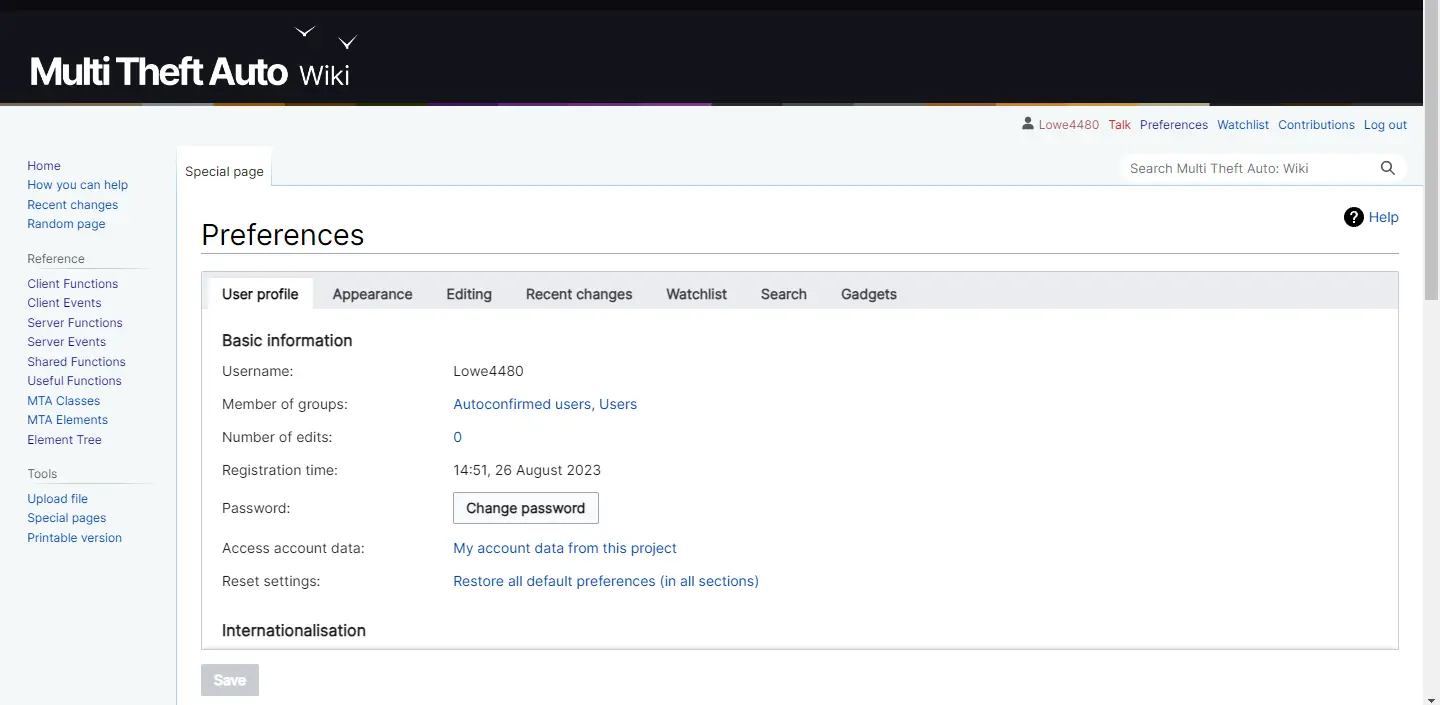 Multi Theft Auto Wiki
Lowe4480 Talk Preferences Watchlist Contributions Log out
Home
How you can help
Recent changes
Random page
Reference
Client Functions
Client Events
Server Functions
Server Events
Shared Functions
Useful Functions
MTA Classes
MTA Elements
Element Tree
Tools
Upload file
Special pages
Printable version
Special page
Search Multi Theft Auto: Wiki
Preferences
? Help
User profile Appearance Editing Recent changes Watchlist Search Gadgets
Basic information
Username: Lowe4480
Member of groups: Autoconfirmed users, Users
Number of edits: 0
Registration time: 14:51, 26 August 2023
Password: Change password
Access account data: My account data from this project
Reset settings: Restore all default preferences (in all sections)
Internationalisation
Save